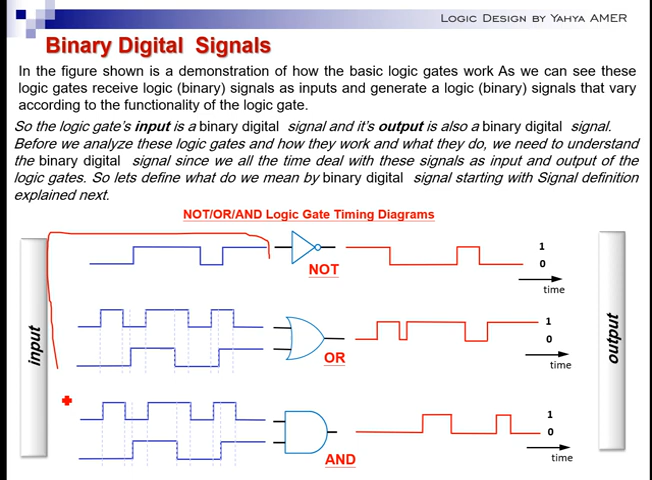 LOGIC DESIGN BY YAHYA AMER
Binary Digital Signals
In the figure shown is a demonstration of how the basic logic gates work As we can see these
logic gates receive logic (binary) signals as inputs and generate a logic (binary) signals that vary
according to the functionality of the logic gate.
So the logic gate's input is a binary digital signal and it's output is also a binary digital signal.
Before we analyze these logic gates and how they work and what they do, we need to understand
the binary digital signal since we all the time deal with these signals as input and output of the
logic gates. So lets define what do we mean by binary digital signal starting with Signal definition
explained next.
NOT/OR/AND Logic Gate Timing Diagrams
input
output
1
0
NOT
time
1
0
OR
time
1
0
AND
time